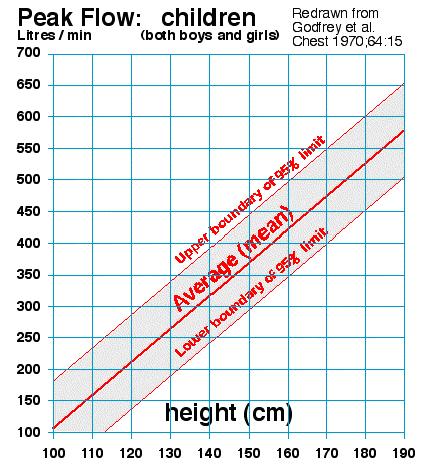 Peak Flow: children
Litres / min (both boys and girls)
Redrawn from
Godfrey et al.
Chest 1970;64:15
700
650
600
550
500
450
400
350
300
250
200
150
100
Upper boundary of 95% limit
Average (mean)
Lower boundary of 95% limit
height (cm)
100 110 120 130 140 150 160 170 180 190